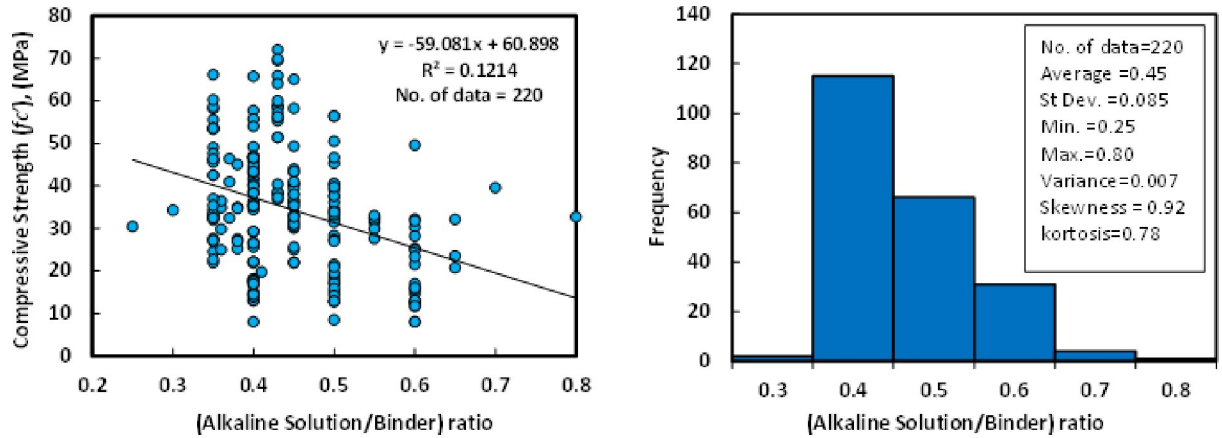 y = -59.081x + 60.898
R² = 0.1214
No. of data = 220
Compressive Strength (fc'), (MPa)
80
70
60
50
40
30
20
10
0
0.2 0.3 0.4 0.5 0.6 0.7 0.8
(Alkaline Solution/Binder) ratio
No. of data=220
Average =0.45
St Dev. =0.085
Min. =0.25
Max.=0.80
Variance=0.007
Skewness =0.92
kortosis=0.78
Frequency
140
120
100
80
60
40
20
0
0.3 0.4 0.5 0.6 0.7 0.8
(Alkaline Solution/Binder) ratio